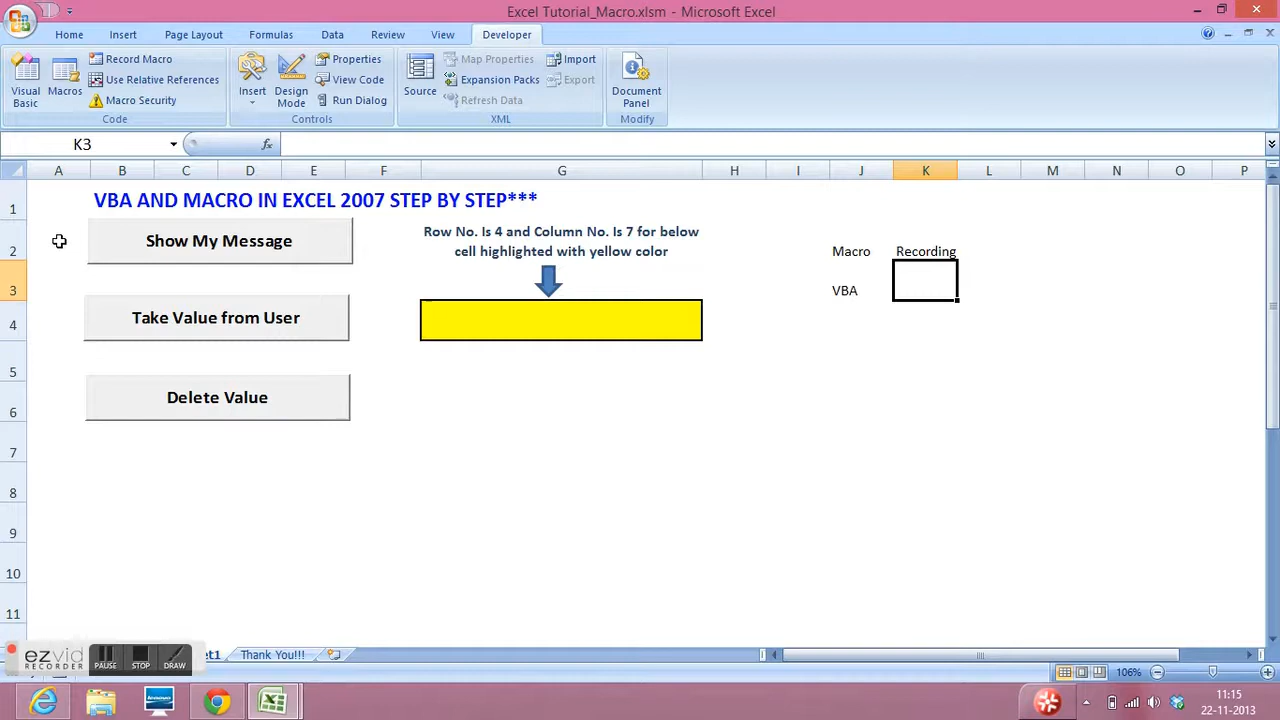 Excel Tutorial_Macro.xlsm - Microsoft Excel
Home Insert Page Layout Formulas Data Review View Developer
Visual Basic
Macros
Record Macro
Use Relative References
Macro Security
Code
Insert
Design Mode
Properties
View Code
Run Dialog
Controls
Source
Map Properties
Expansion Packs
Refresh Data
Import
Export
XML
Document Panel
Modify
K3
fx
A B C D E F G H I J K L M N O P
1
VBA AND MACRO IN EXCEL 2007 STEP BY STEP***
2
Show My Message
Row No. Is 4 and Column No. Is 7 for below
cell highlighted with yellow color
Macro Recording
3
VBA
4
Take Value from User
5
6
Delete Value
7
8
9
10
11
ezvid
RECORDER
PAUSE STOP DRAW
et1 Thank You!!!
106%
11:15
22-11-2013